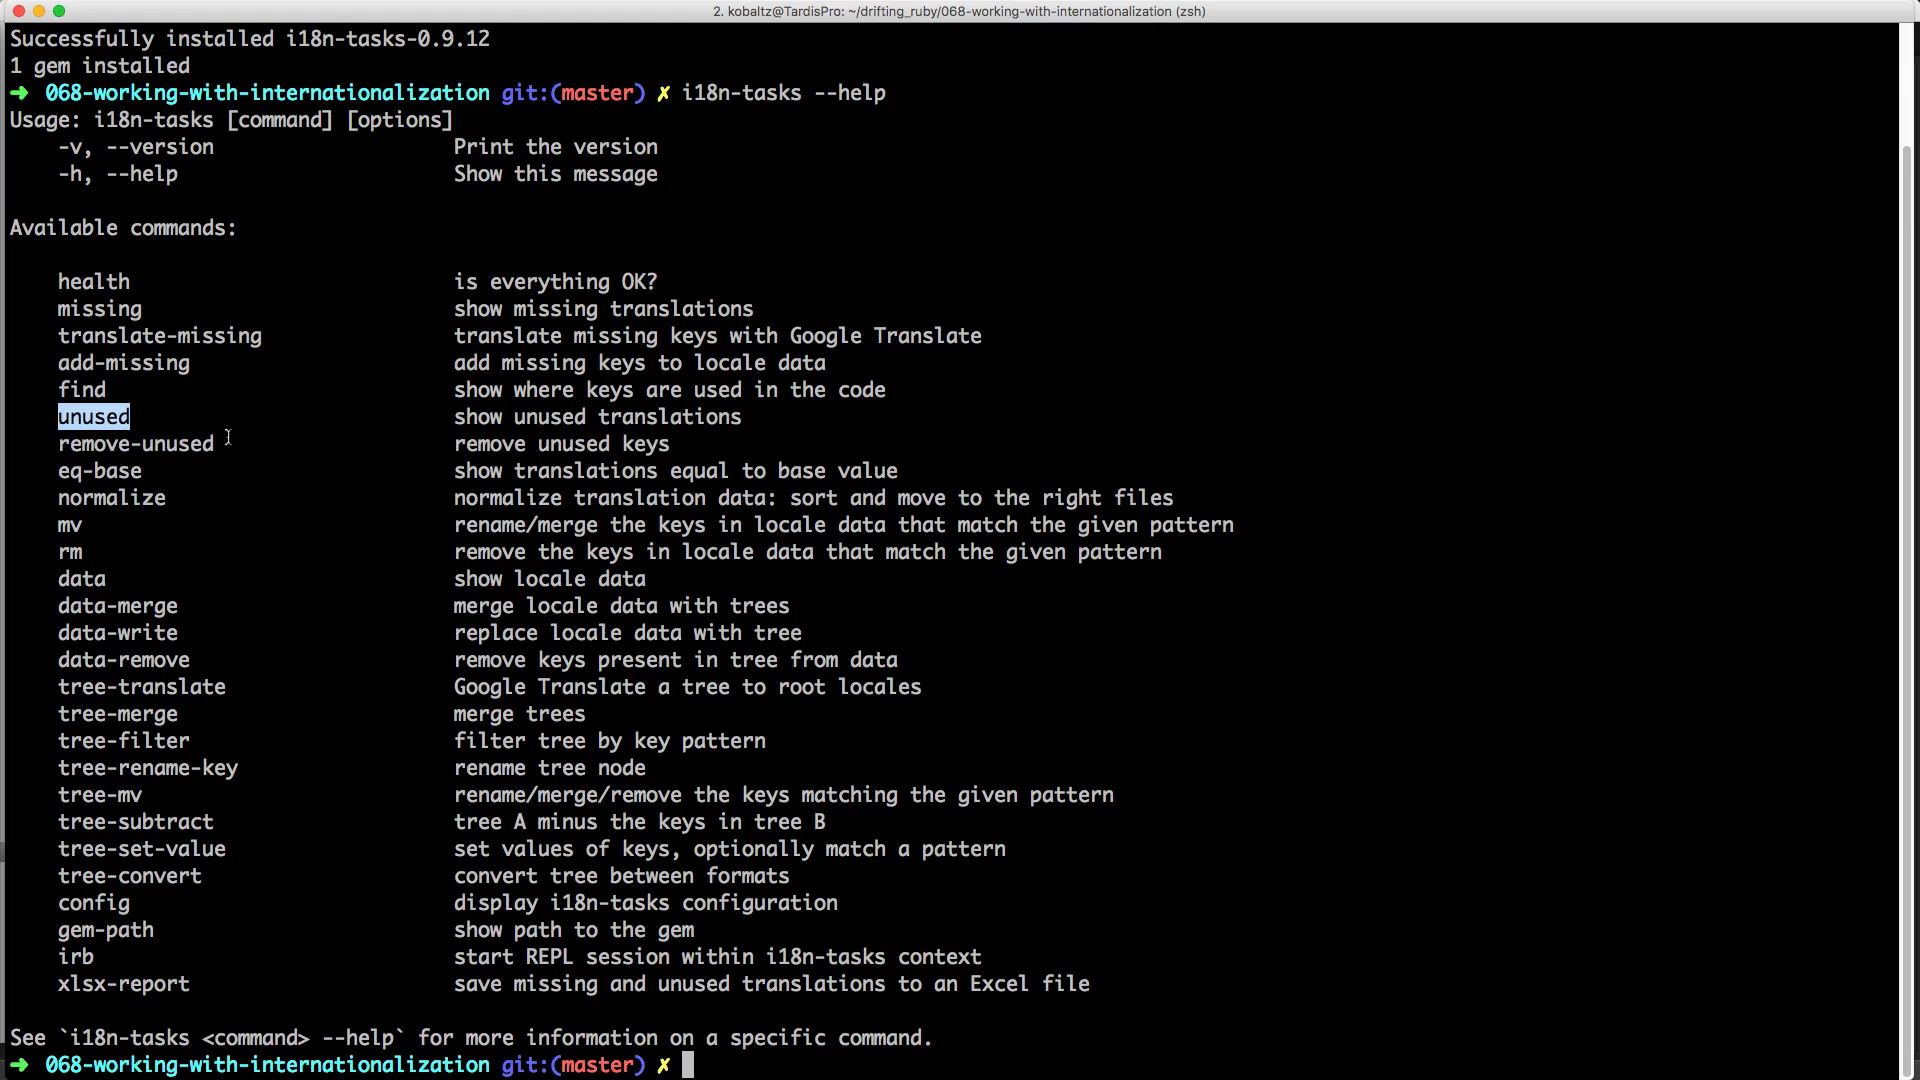 2. kobaltz@TardisPro: ~/drifting_ruby/068-working-with-internationalization (zsh)
Successfully installed i18n-tasks-0.9.12
1 gem installed
➜ 068-working-with-internationalization git:(master) ✗ i18n-tasks --help
Usage: i18n-tasks [command] [options]
-v, --version Print the version
-h, --help Show this message
Available commands:
health is everything OK?
missing show missing translations
translate-missing translate missing keys with Google Translate
add-missing add missing keys to locale data
find show where keys are used in the code
unused show unused translations
remove-unused remove unused keys
eq-base show translations equal to base value
normalize normalize translation data: sort and move to the right files
mv rename/merge the keys in locale data that match the given pattern
rm remove the keys in locale data that match the given pattern
data show locale data
data-merge merge locale data with trees
data-write replace locale data with tree
data-remove remove keys present in tree from data
tree-translate Google Translate a tree to root locales
tree-merge merge trees
tree-filter filter tree by key pattern
tree-rename-key rename tree node
tree-mv rename/merge/remove the keys matching the given pattern
tree-subtract tree A minus the keys in tree B
tree-set-value set values of keys, optionally match a pattern
tree-convert convert tree between formats
config display i18n-tasks configuration
gem-path show path to the gem
irb start REPL session within i18n-tasks context
xlsx-report save missing and unused translations to an Excel file
See `i18n-tasks <command> --help` for more information on a specific command.
➜ 068-working-with-internationalization git:(master) ✗